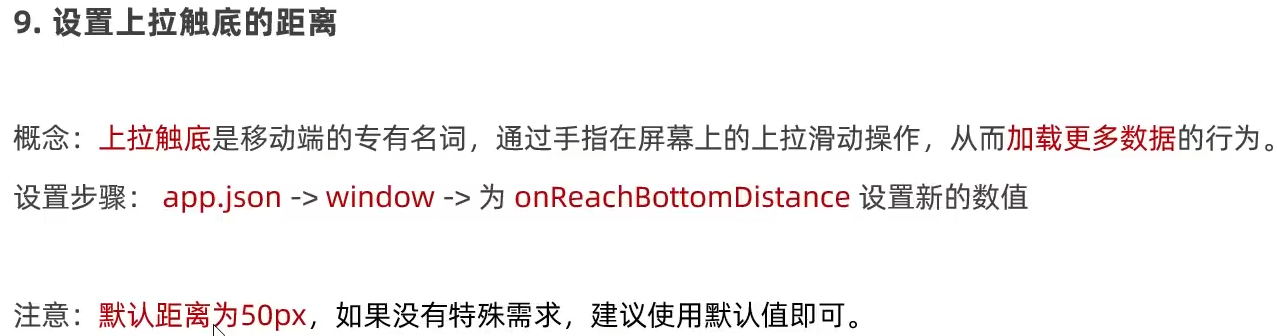 9. 设置上拉触底的距离
概念：上拉触底是移动端的专有名词，通过手指在屏幕上的上拉滑动操作，从而加载更多数据的行为。
设置步骤： app.json -> window -> 为 onReachBottomDistance 设置新的数值
注意：默认距离为50px，如果没有特殊需求，建议使用默认值即可。